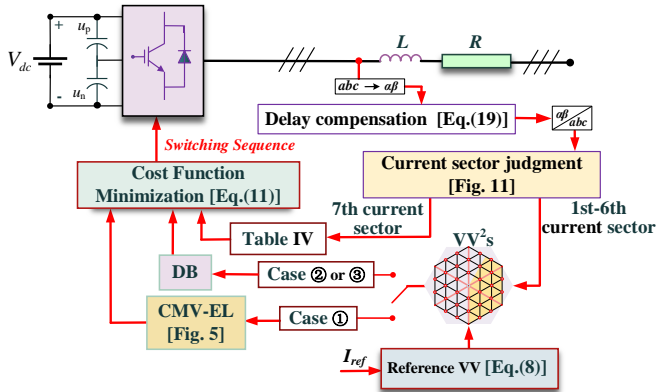 +
u_p
V_dc
u_n
-
L
R
abc → αβ
Delay compensation [Eq.(19)]
αβ/abc
Switching Sequence
Cost Function
Minimization [Eq.(11)]
Current sector judgment
[Fig. 11]
7th current
sector
1st-6th
current sector
Table IV
VV²s
DB
Case ② or ③
CMV-EL
[Fig. 5]
Case ①
I_ref
Reference VV [Eq.(8)]